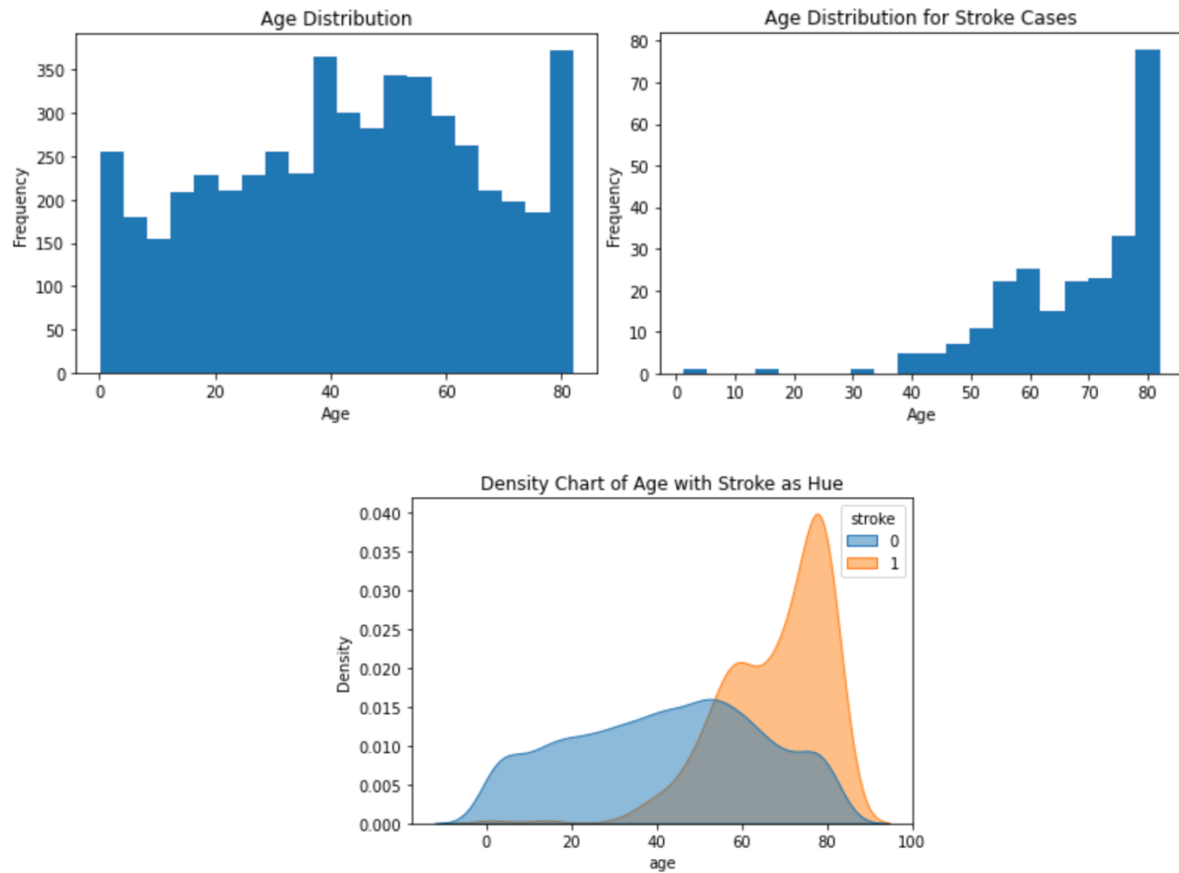 Age Distribution
350
300
250
200
150
100
50
0
Frequency
0 20 40 60 80
Age
Age Distribution for Stroke Cases
80
70
60
50
40
30
20
10
0
Frequency
0 10 20 30 40 50 60 70 80
Age
Density Chart of Age with Stroke as Hue
stroke
0
1
0.040
0.035
0.030
0.025
0.020
0.015
0.010
0.005
0.000
Density
0 20 40 60 80 100
age